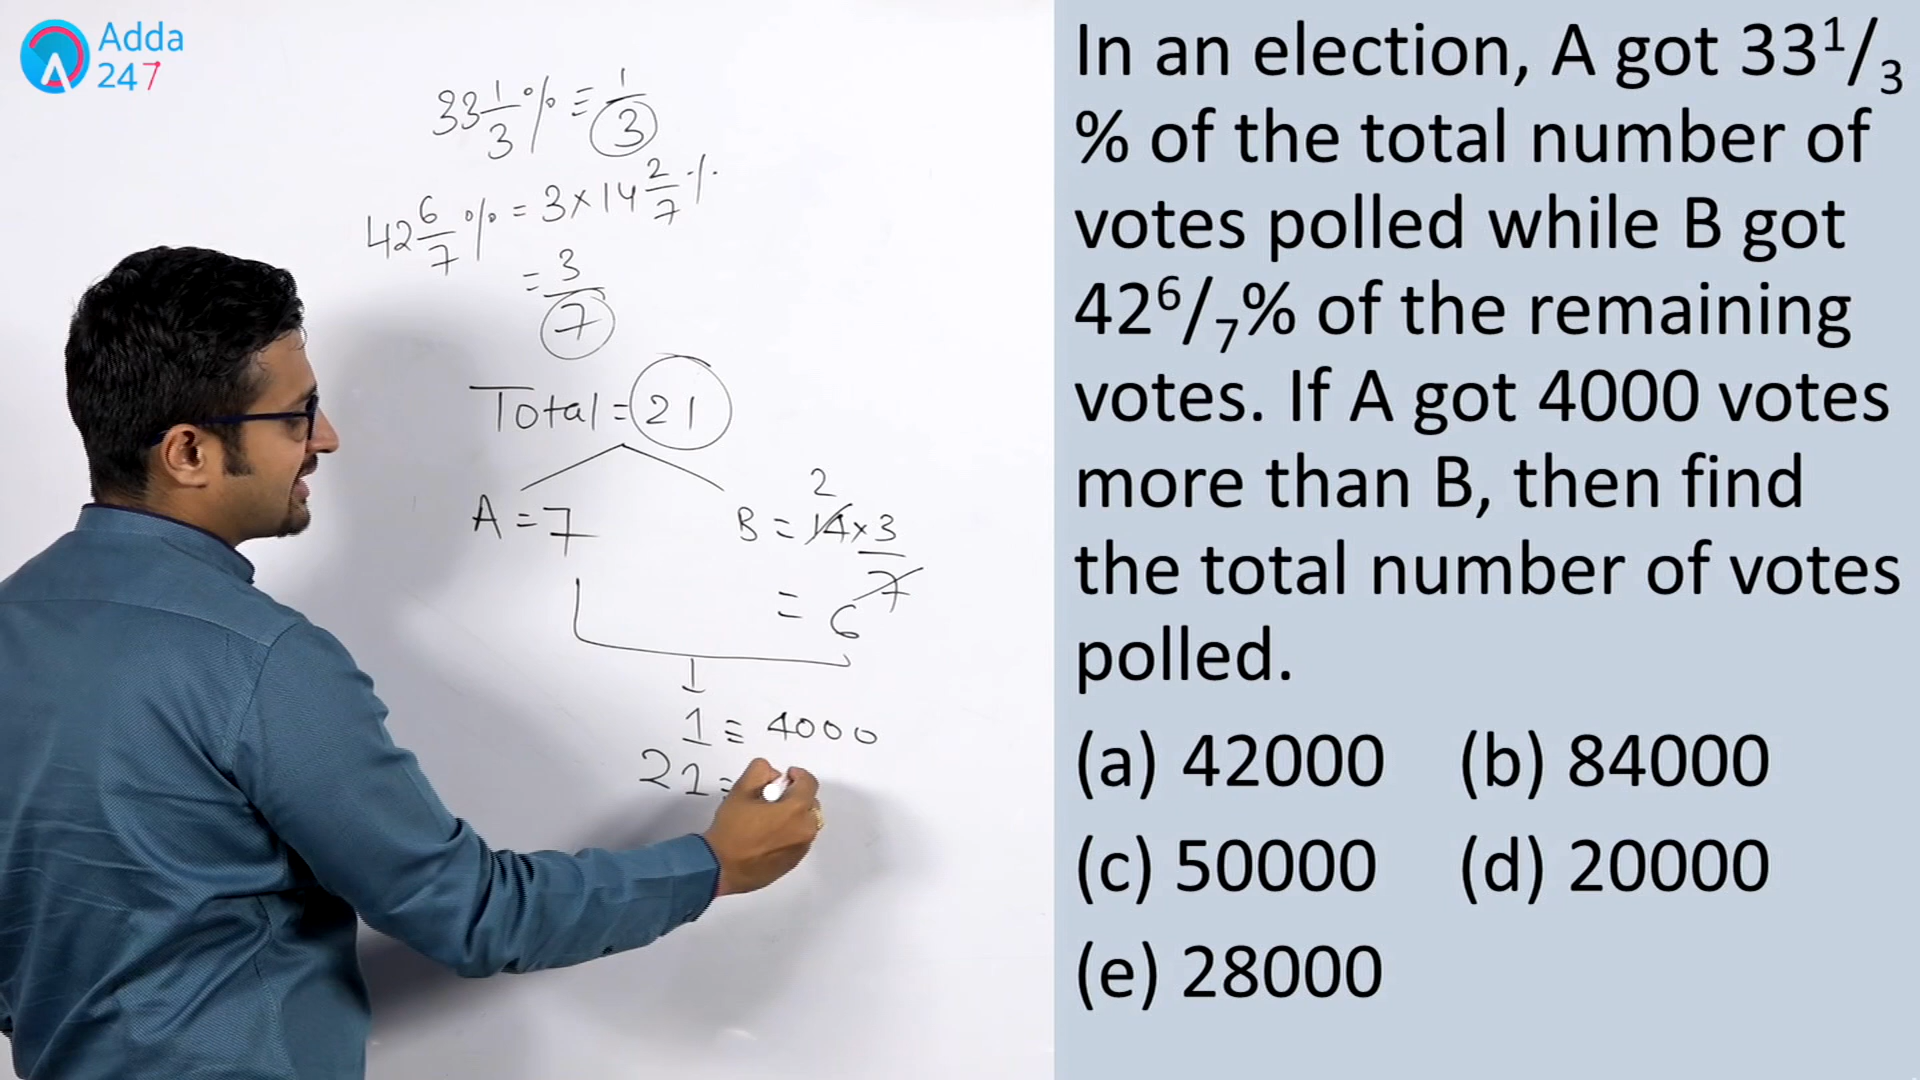 Adda
247
33 1/3 % ≡ 1/3
42 6/7 % = 3 × 14 2/7 %
= 3/7
Total = 21
A = 7
B = 14 × 3/7
2
= 6
1
1 ≡ 4000
21 =
In an election, A got 33¹/₃
% of the total number of
votes polled while B got
42⁶/₇% of the remaining
votes. If A got 4000 votes
more than B, then find
the total number of votes
polled.
(a) 42000 (b) 84000
(c) 50000 (d) 20000
(e) 28000